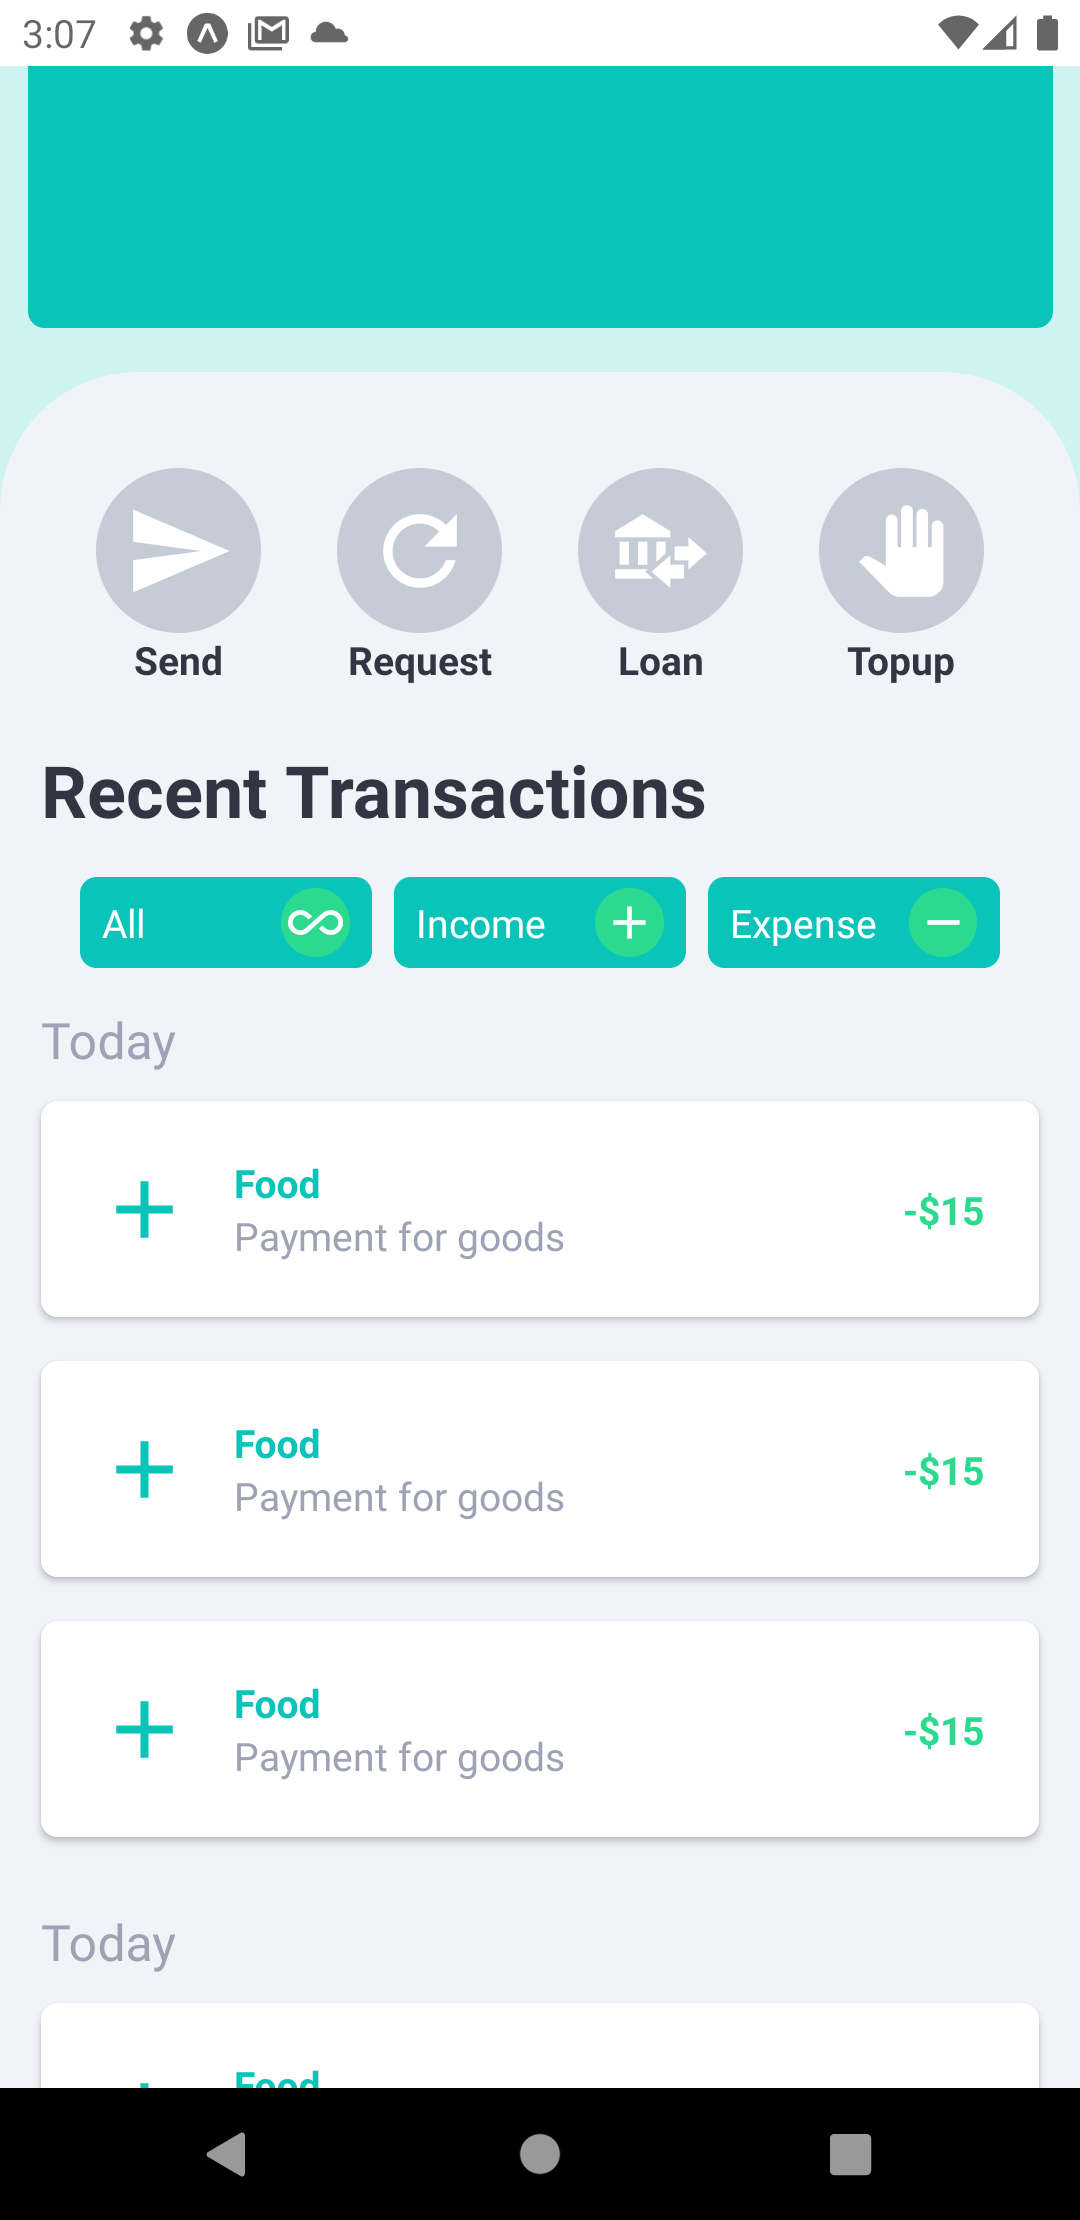 3:07
Send
Request
Loan
Topup
Recent Transactions
All
Income
Expense
Today
Food
Payment for goods
-$15
Food
Payment for goods
-$15
Food
Payment for goods
-$15
Today
Food